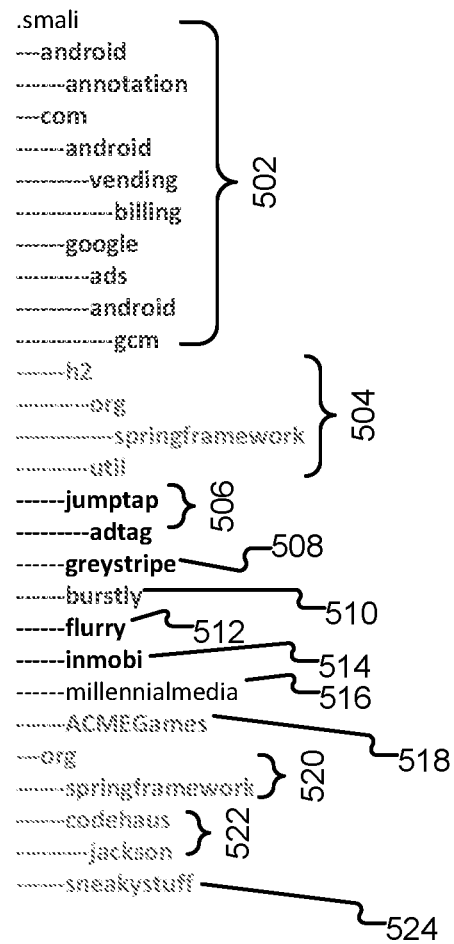 .smali
---android
------annotation
---com
------android
---------vending
------------billing
------google
---------ads
---------android
------------gcm
502
------h2
---------org
------------springframework
---------util
504
------jumptap
---------adtag
506
------greystripe
508
------burstly
510
------flurry
512
------inmobi
514
------millennialmedia
516
------ACMEGames
518
---org
------springframework
520
------codehaus
---------jackson
522
------sneakystuff
524